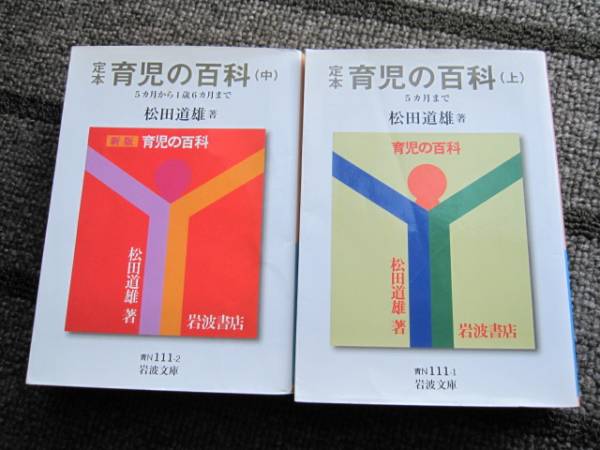 定本 育児の百科(中)
5カ月から1歳6カ月まで
松田道雄 著
新版 育児の百科
松田道雄 著
岩波書店
青N111-2
岩波文庫
定本 育児の百科(上)
5カ月まで
松田道雄 著
育児の百科
松田道雄 著
岩波書店
青N111-1
岩波文庫